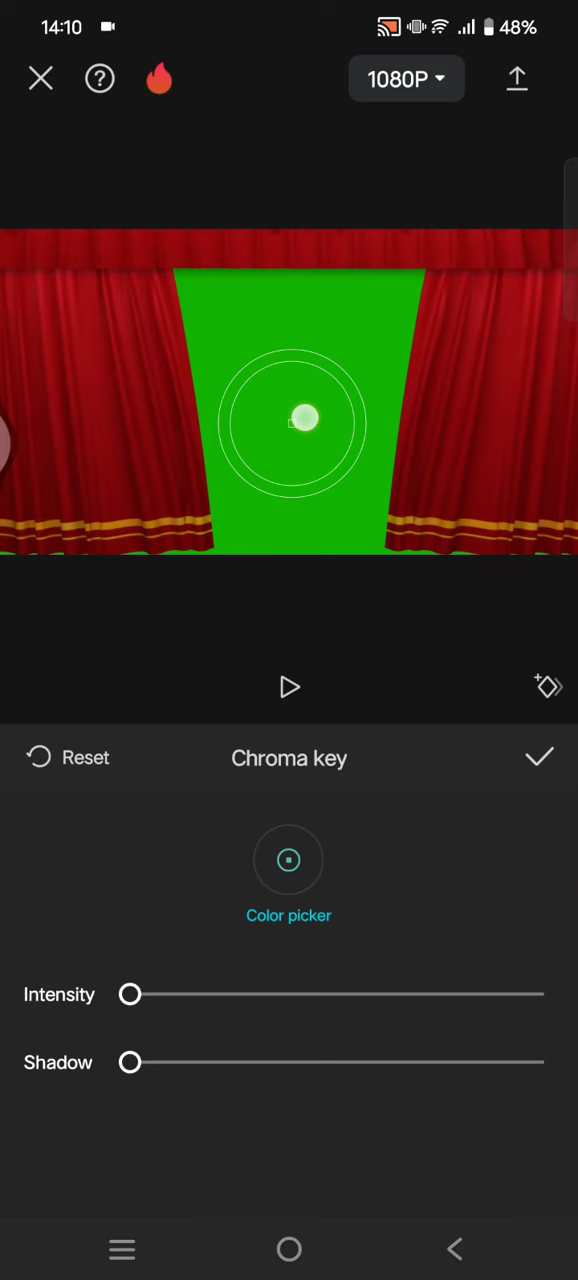 14:10 48%
1080P
Reset Chroma key
Color picker
Intensity
Shadow